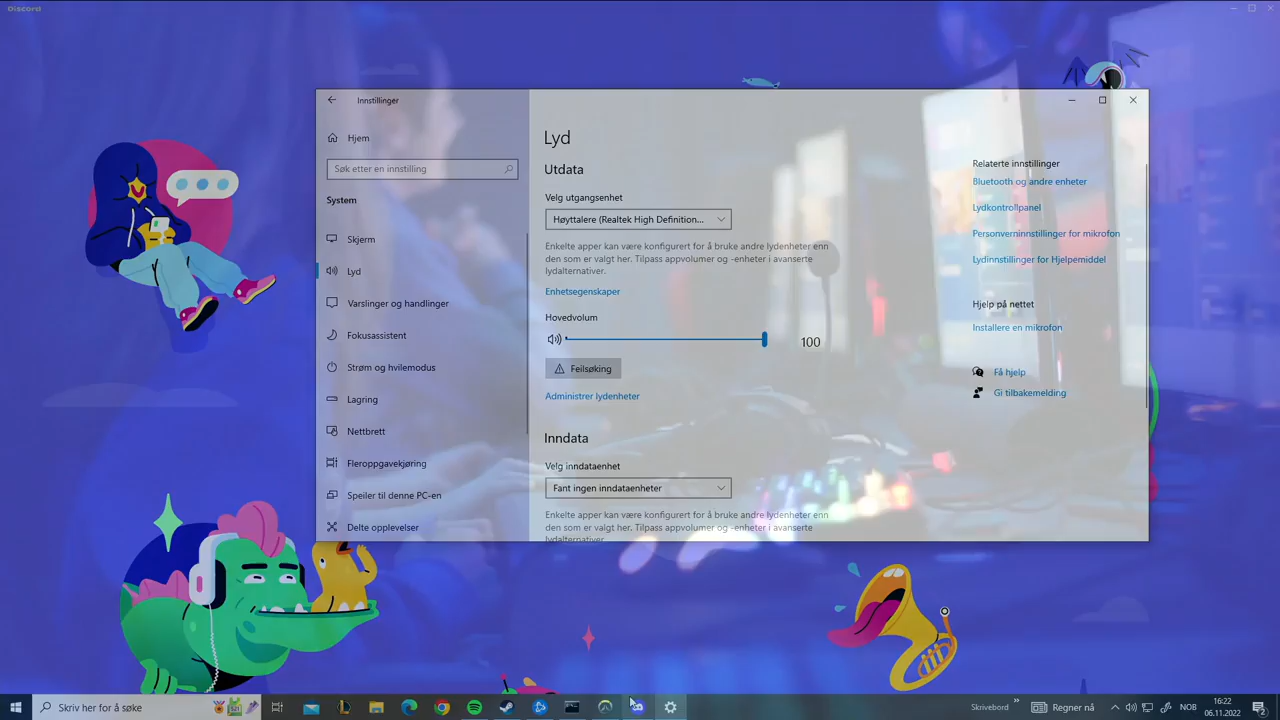 Discord
Innstillinger
Hjem
Søk etter en innstilling
System
Skjerm
Lyd
Varslinger og handlinger
Fokusassistent
Strøm og hvilemodus
Lagring
Nettbrett
Fleroppgavekjøring
Speiler til denne PC-en
Delte opplevelser
Lyd
Utdata
Velg utgangsenhet
Høyttalere (Realtek High Definition...
Enkelte apper kan være konfigurert for å bruke andre lydenheter enn
den som er valgt her. Tilpass appvolumer og -enheter i avanserte
lydalternativer.
Enhetsegenskaper
Hovedvolum
100
Feilsøking
Administrer lydenheter
Inndata
Velg inndataenhet
Fant ingen inndataenheter
Enkelte apper kan være konfigurert for å bruke andre lydenheter enn
den som er valgt her. Tilpass appvolumer og -enheter i avanserte
lydalternativer.
Relaterte innstillinger
Bluetooth og andre enheter
Lydkontrollpanel
Personverninnstillinger for mikrofon
Lydinnstillinger for Hjelpemiddel
Hjelp på nettet
Installere en mikrofon
Få hjelp
Gi tilbakemelding
Skriv her for å søke
Skrivebord
Regner nå
NOB
16:22
06.11.2022
2